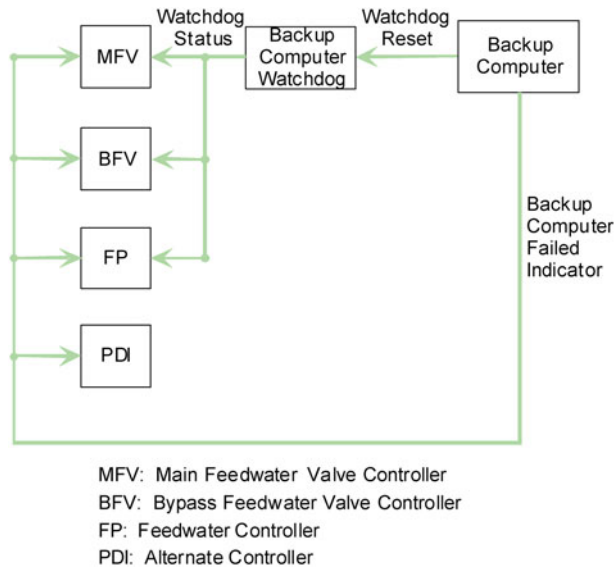 Watchdog
Status
Watchdog
Reset
MFV
Backup
Computer
Watchdog
Backup
Computer
BFV
Backup
Computer
Failed
Indicator
FP
PDI
MFV: Main Feedwater Valve Controller
BFV: Bypass Feedwater Valve Controller
FP: Feedwater Controller
PDI: Alternate Controller